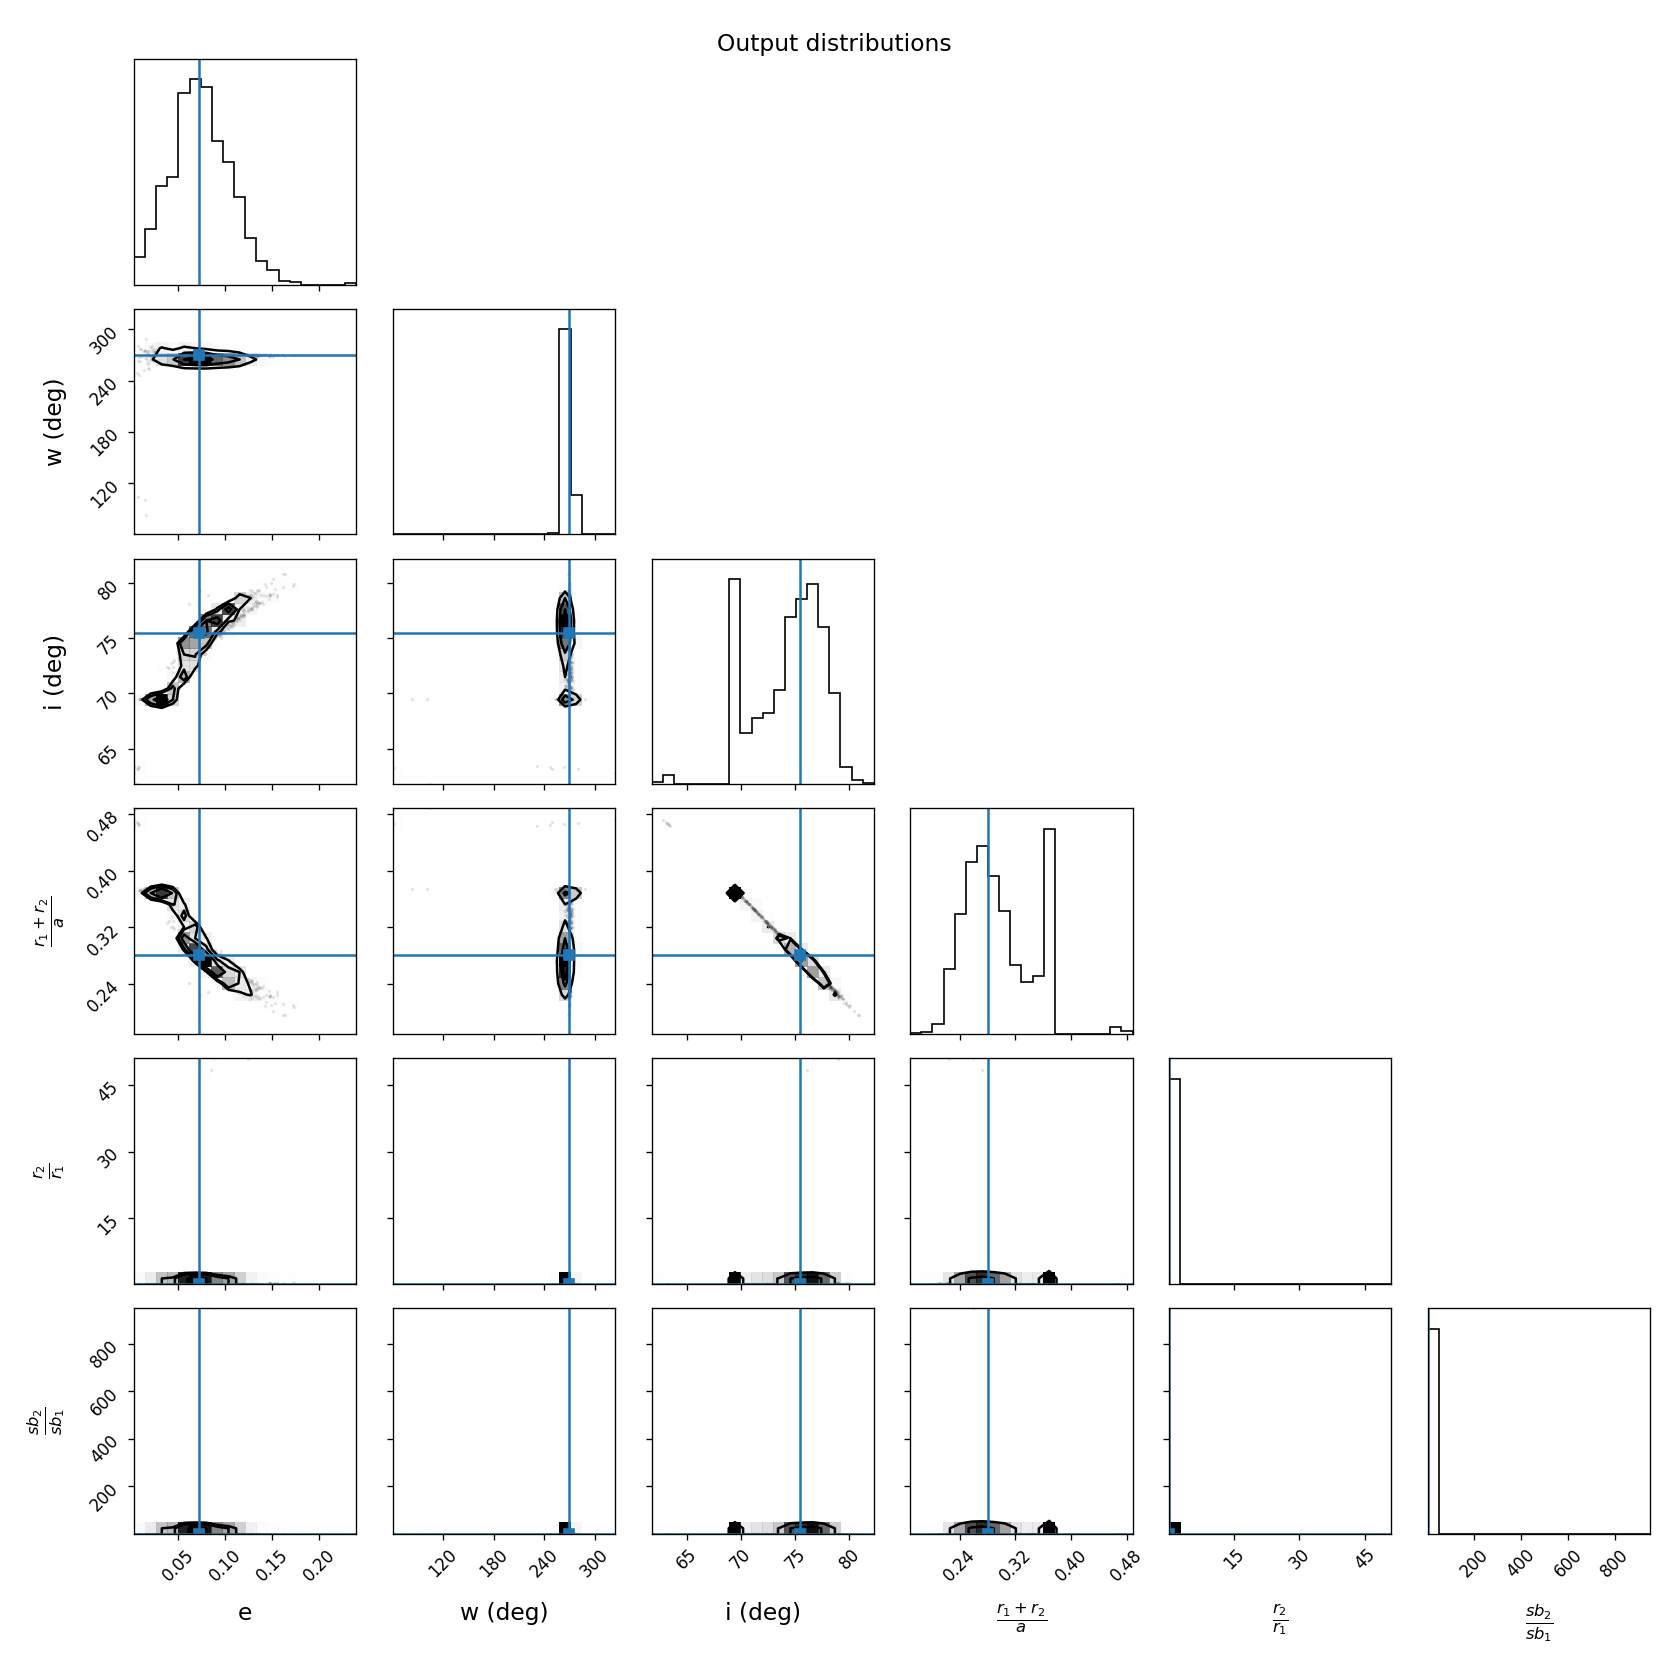 Output distributions
w (deg)
300
240
180
120
i (deg)
80
75
70
65
r₁ + r₂
a
0.48
0.40
0.32
0.24
r₂
r₁
45
30
15
sb₂
sb₁
800
600
400
200
0.05 0.10 0.15 0.20
120 180 240 300
65 70 75 80
0.24 0.32 0.40 0.48
15 30 45
200 400 600 800
e
w (deg)
i (deg)
r₁ + r₂
a
r₂
r₁
sb₂
sb₁